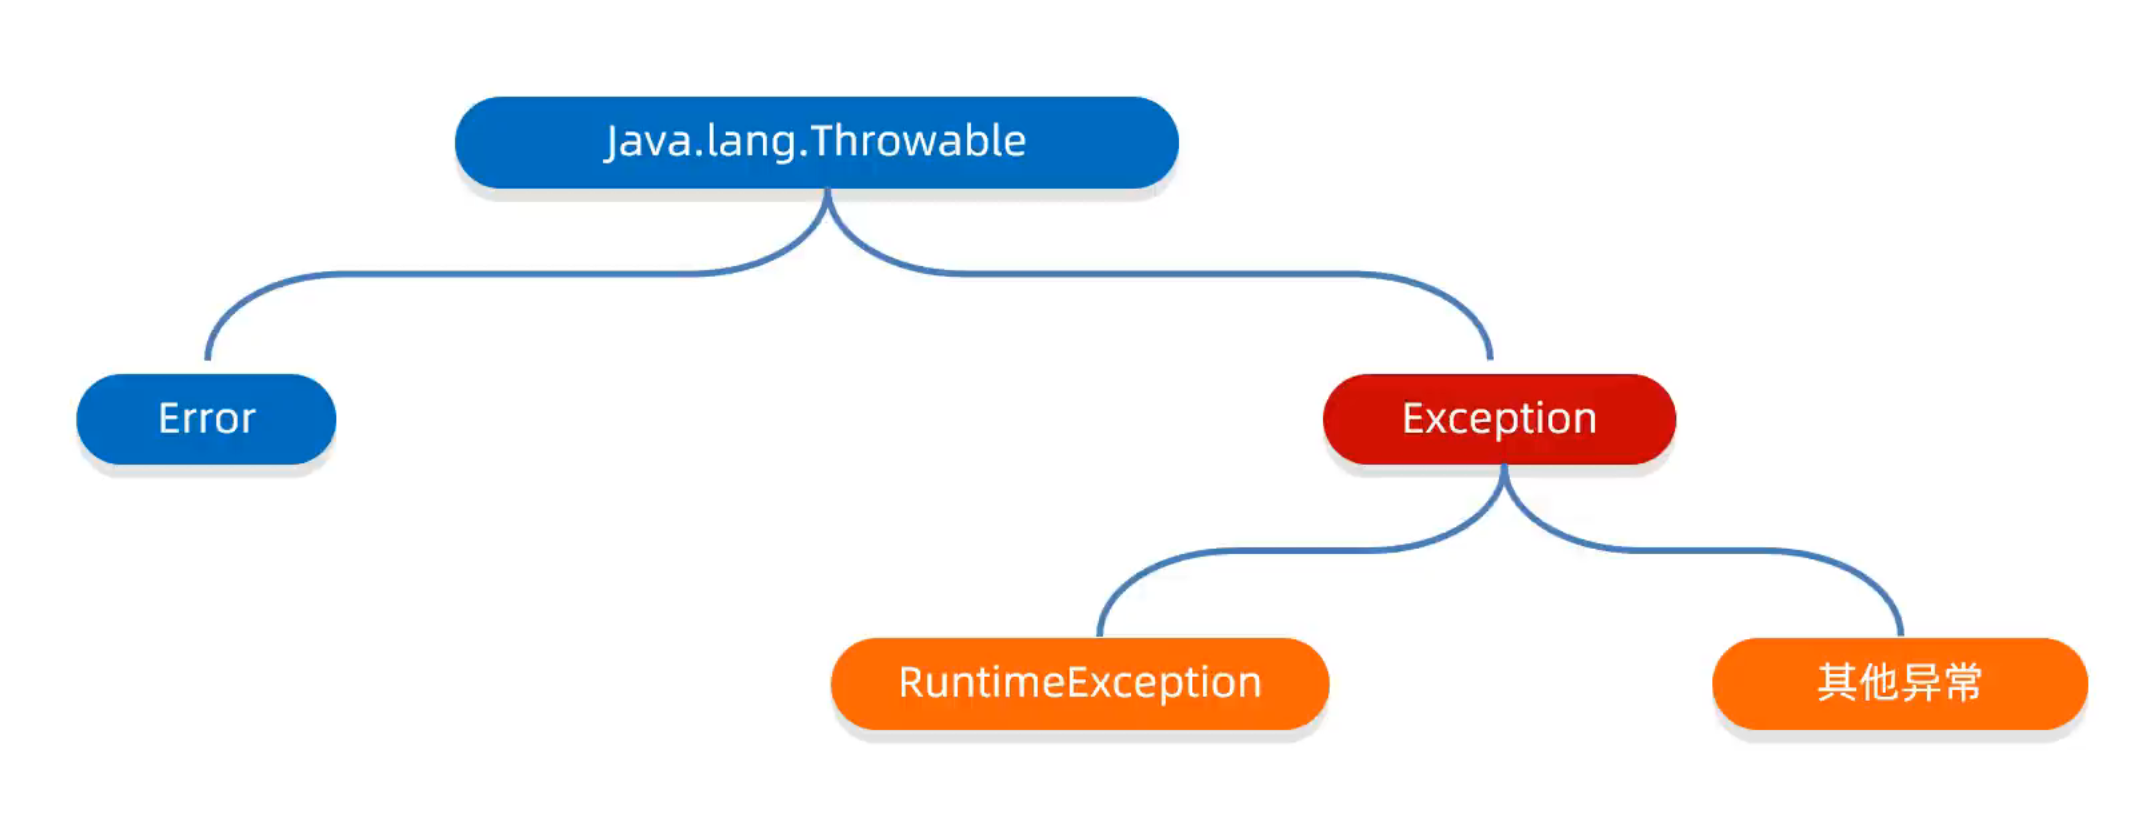 Java.lang.Throwable
Error
Exception
RuntimeException
其他异常